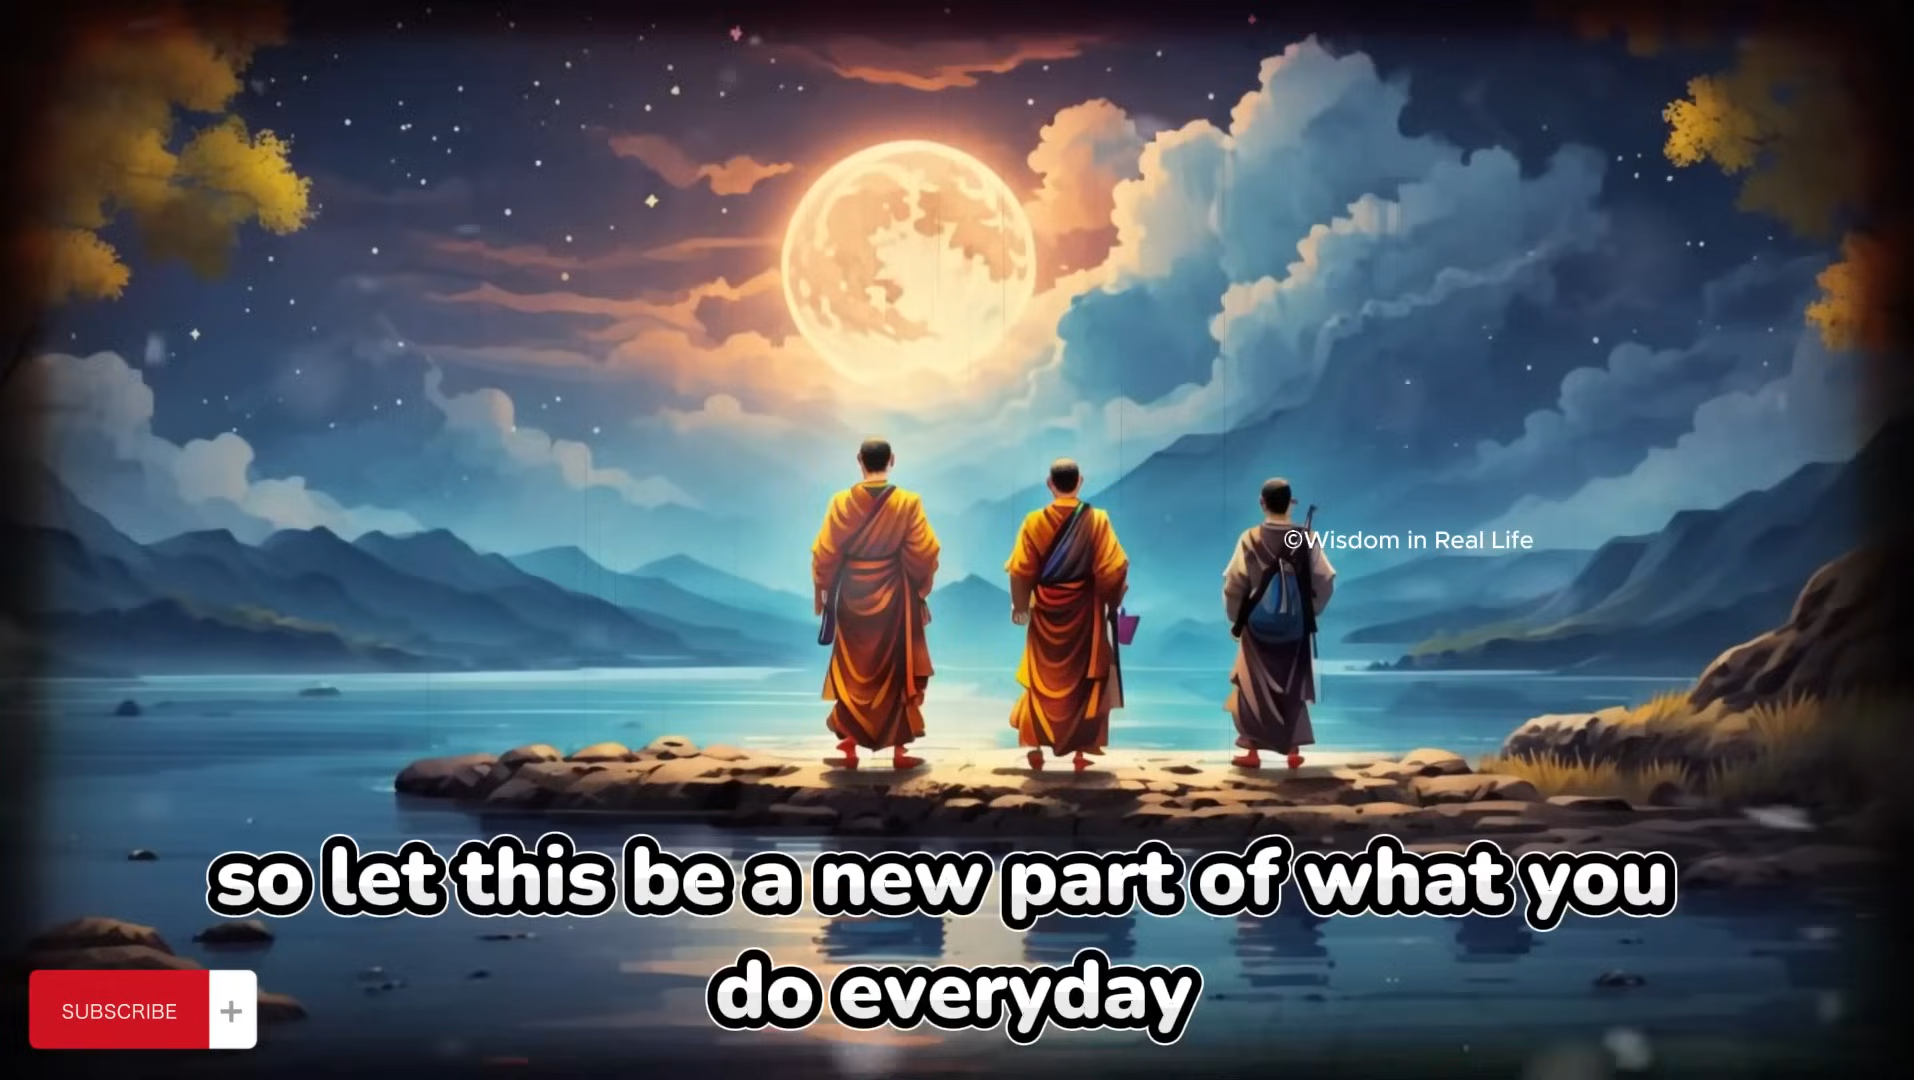 ©Wisdom in Real Life
so let this be a new part of what you
do everyday
SUBSCRIBE +